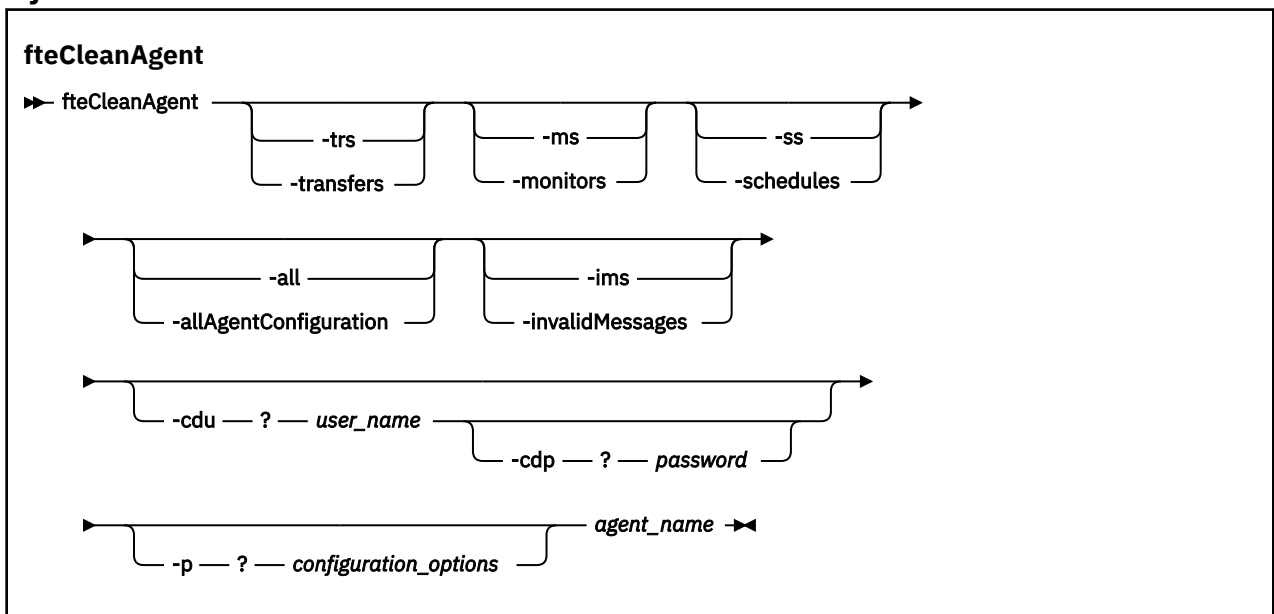 fteCleanAgent
fteCleanAgent
-trs -ms -ss
-transfers -monitors -schedules
-all -ims
-allAgentConfiguration -invalidMessages
-cdu ? user_name
-cdp ? password
agent_name
-p ? configuration_options